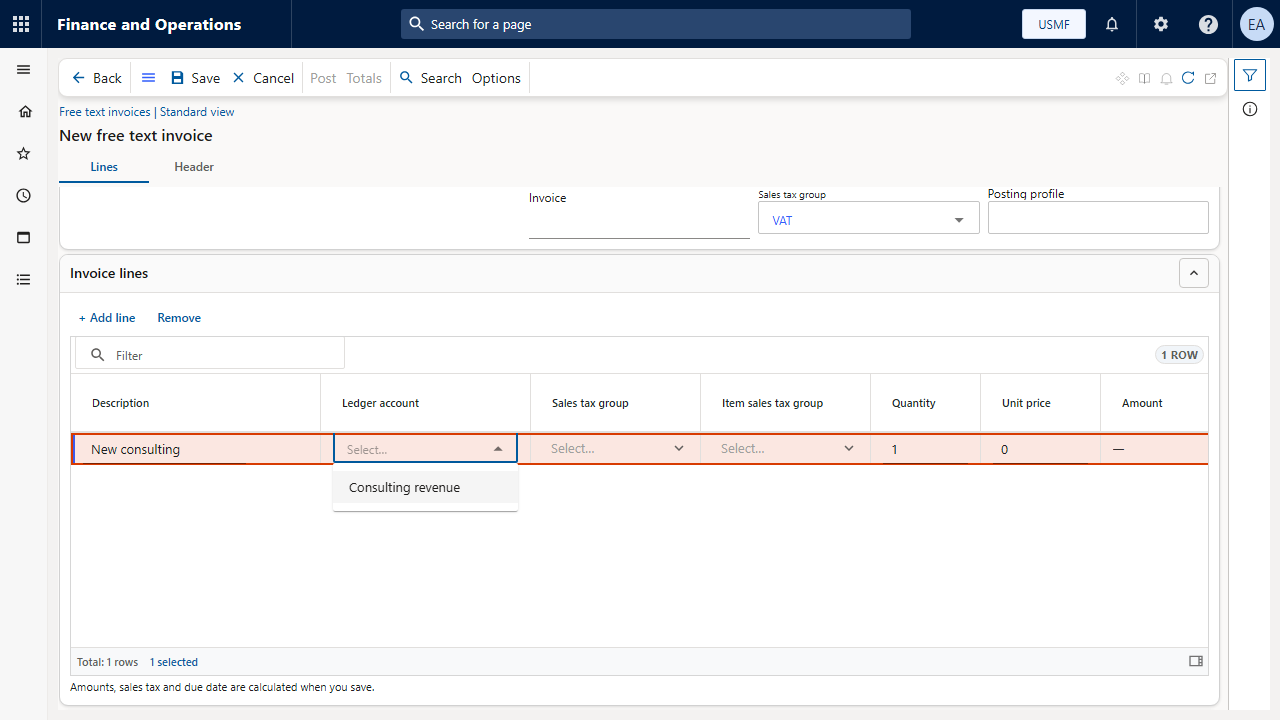 Finance and Operations
Search for a page
USMF
EA
Back
Save
Cancel
Post
Totals
Search
Options
Free text invoices | Standard view
New free text invoice
Lines
Header
Invoice
Sales tax group
VAT
Posting profile
Invoice lines
+ Add line
Remove
Filter
1 ROW
Description
Ledger account
Sales tax group
Item sales tax group
Quantity
Unit price
Amount
New consulting
Select...
Select...
Select...
1
0
—
Consulting revenue
Total: 1 rows
1 selected
Amounts, sales tax and due date are calculated when you save.